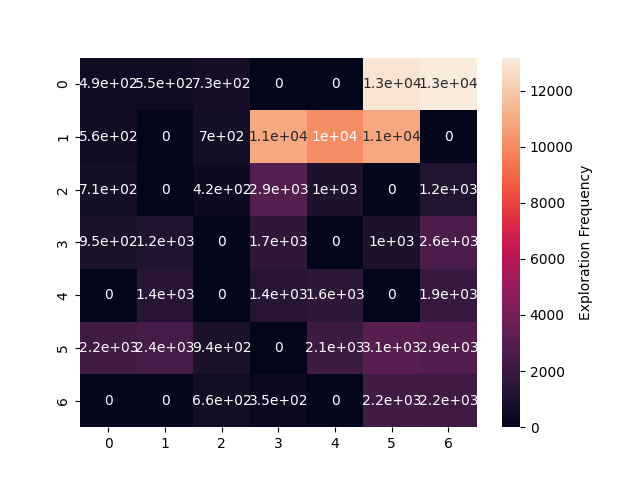 0 4.9e+02 5.5e+02 7.3e+02 0 0 1.3e+04 1.3e+04
1 5.6e+02 0 7e+02 1.1e+04 1e+04 1.1e+04 0
2 7.1e+02 0 4.2e+02 2.9e+03 1e+03 0 1.2e+03
3 9.5e+02 1.2e+03 0 1.7e+03 0 1e+03 2.6e+03
4 0 1.4e+03 0 1.4e+03 1.6e+03 0 1.9e+03
5 2.2e+03 2.4e+03 9.4e+02 0 2.1e+03 3.1e+03 2.9e+03
6 0 0 6.6e+02 3.5e+02 0 2.2e+03 2.2e+03
0 1 2 3 4 5 6
12000
10000
8000
6000
4000
2000
0
Exploration Frequency